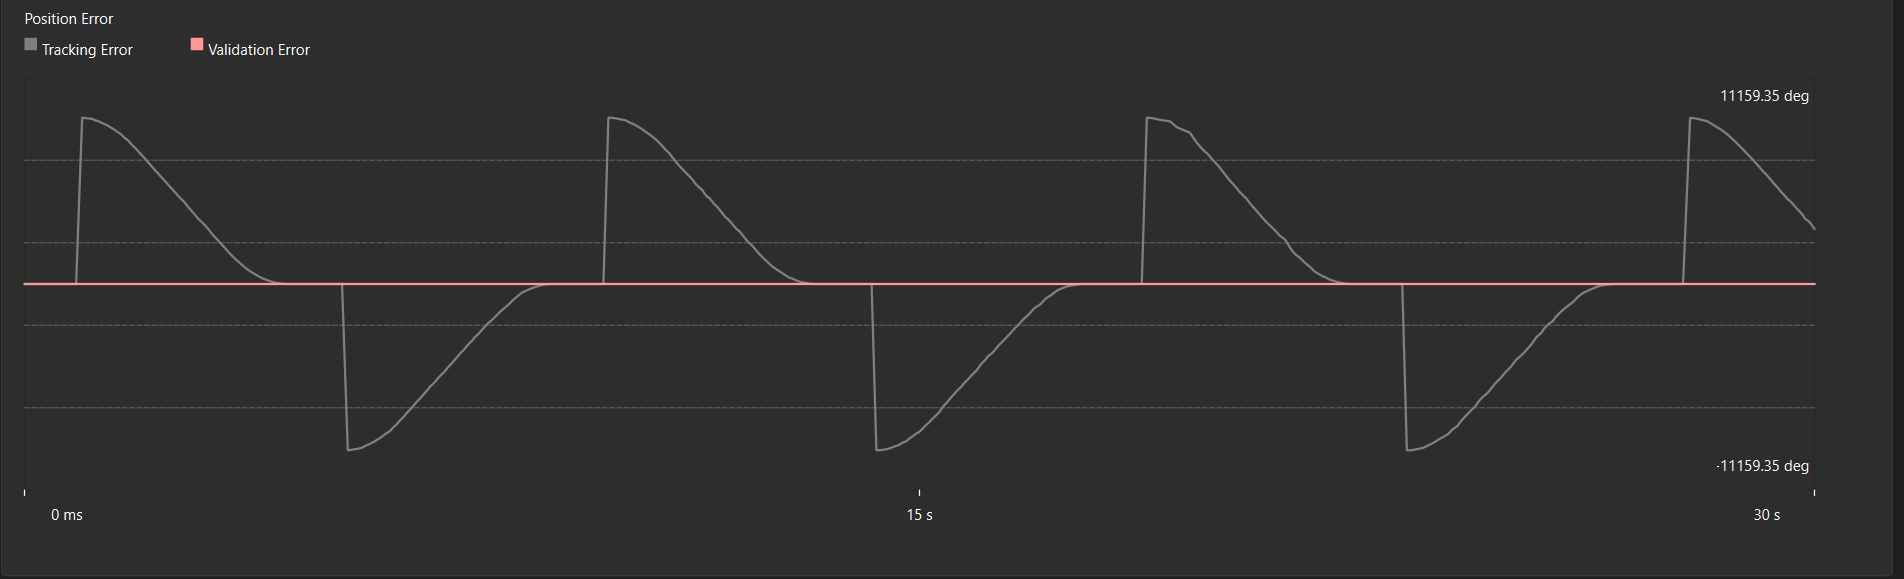 Position Error
Tracking Error Validation Error
11159.35 deg
-11159.35 deg
0 ms 15 s 30 s